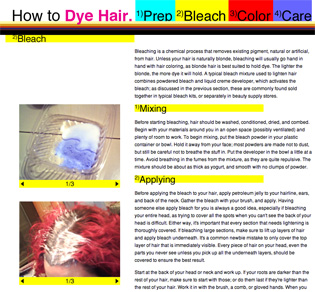 How to Dye Hair. 1)Prep 2)Bleach 3)Color 4)Care
2)Bleach
Bleaching is a chemical process that removes existing pigment, natural or artificial,
from hair. Unless your hair is naturally blonde, bleaching will usually go hand in
hand with hair coloring, as blonde hair is best suited to hold dye. The lighter the
blonde, the more dye it will hold. A typical bleach mixture used to lighten hair
combines powdered bleach and liquid creme developer, which activates the
bleach; as discussed in the previous section, these are commonly found sold
together in typical bleach kits, or separately in beauty supply stores.
1)Mixing
Before starting bleaching, hair should be washed, conditioned, dried, and combed.
Begin with your materials around you in an open space (possibly ventilated) and
plenty of room to work. To begin mixing, put the bleach powder in your plastic
container or bowl. Hold it away from your face; most powders are made not to dust,
but still be careful not to breathe the stuff in. Put the developer in the bowl a little at a
time. Avoid breathing in the fumes from the mixture, as they are quite repulsive. The
mixture should be about as thick as yogurt, and smooth with no clumps of powder.
1/3
2)Applying
Before applying the bleach to your hair, apply petroleum jelly to your hairline, ears,
and back of the neck. Gather the bleach with your brush, and apply. Having
someone else apply bleach for you is always a good idea, especially if bleaching
your entire head, as trying to cover all the spots when you can't see the back of your
head is difficult. Either way, it's important that every section that needs lightening is
thoroughly covered. If bleaching large sections, make sure to lift up layers of hair
and apply bleach underneath. It's a common newbie mistake to only cover the top
layer of hair that is immediately visible. Every piece of hair on your head, even the
parts you never see unless you pick up all the underneath layers, should be
covered to ensure the best result.
Start at the back of your head or neck and work up. If your roots are darker than the
rest of your hair, make sure to start with those; or do them last if they're lighter than
the rest of your hair. Work it in with the brush, a comb, or gloved hands. When you
1/3